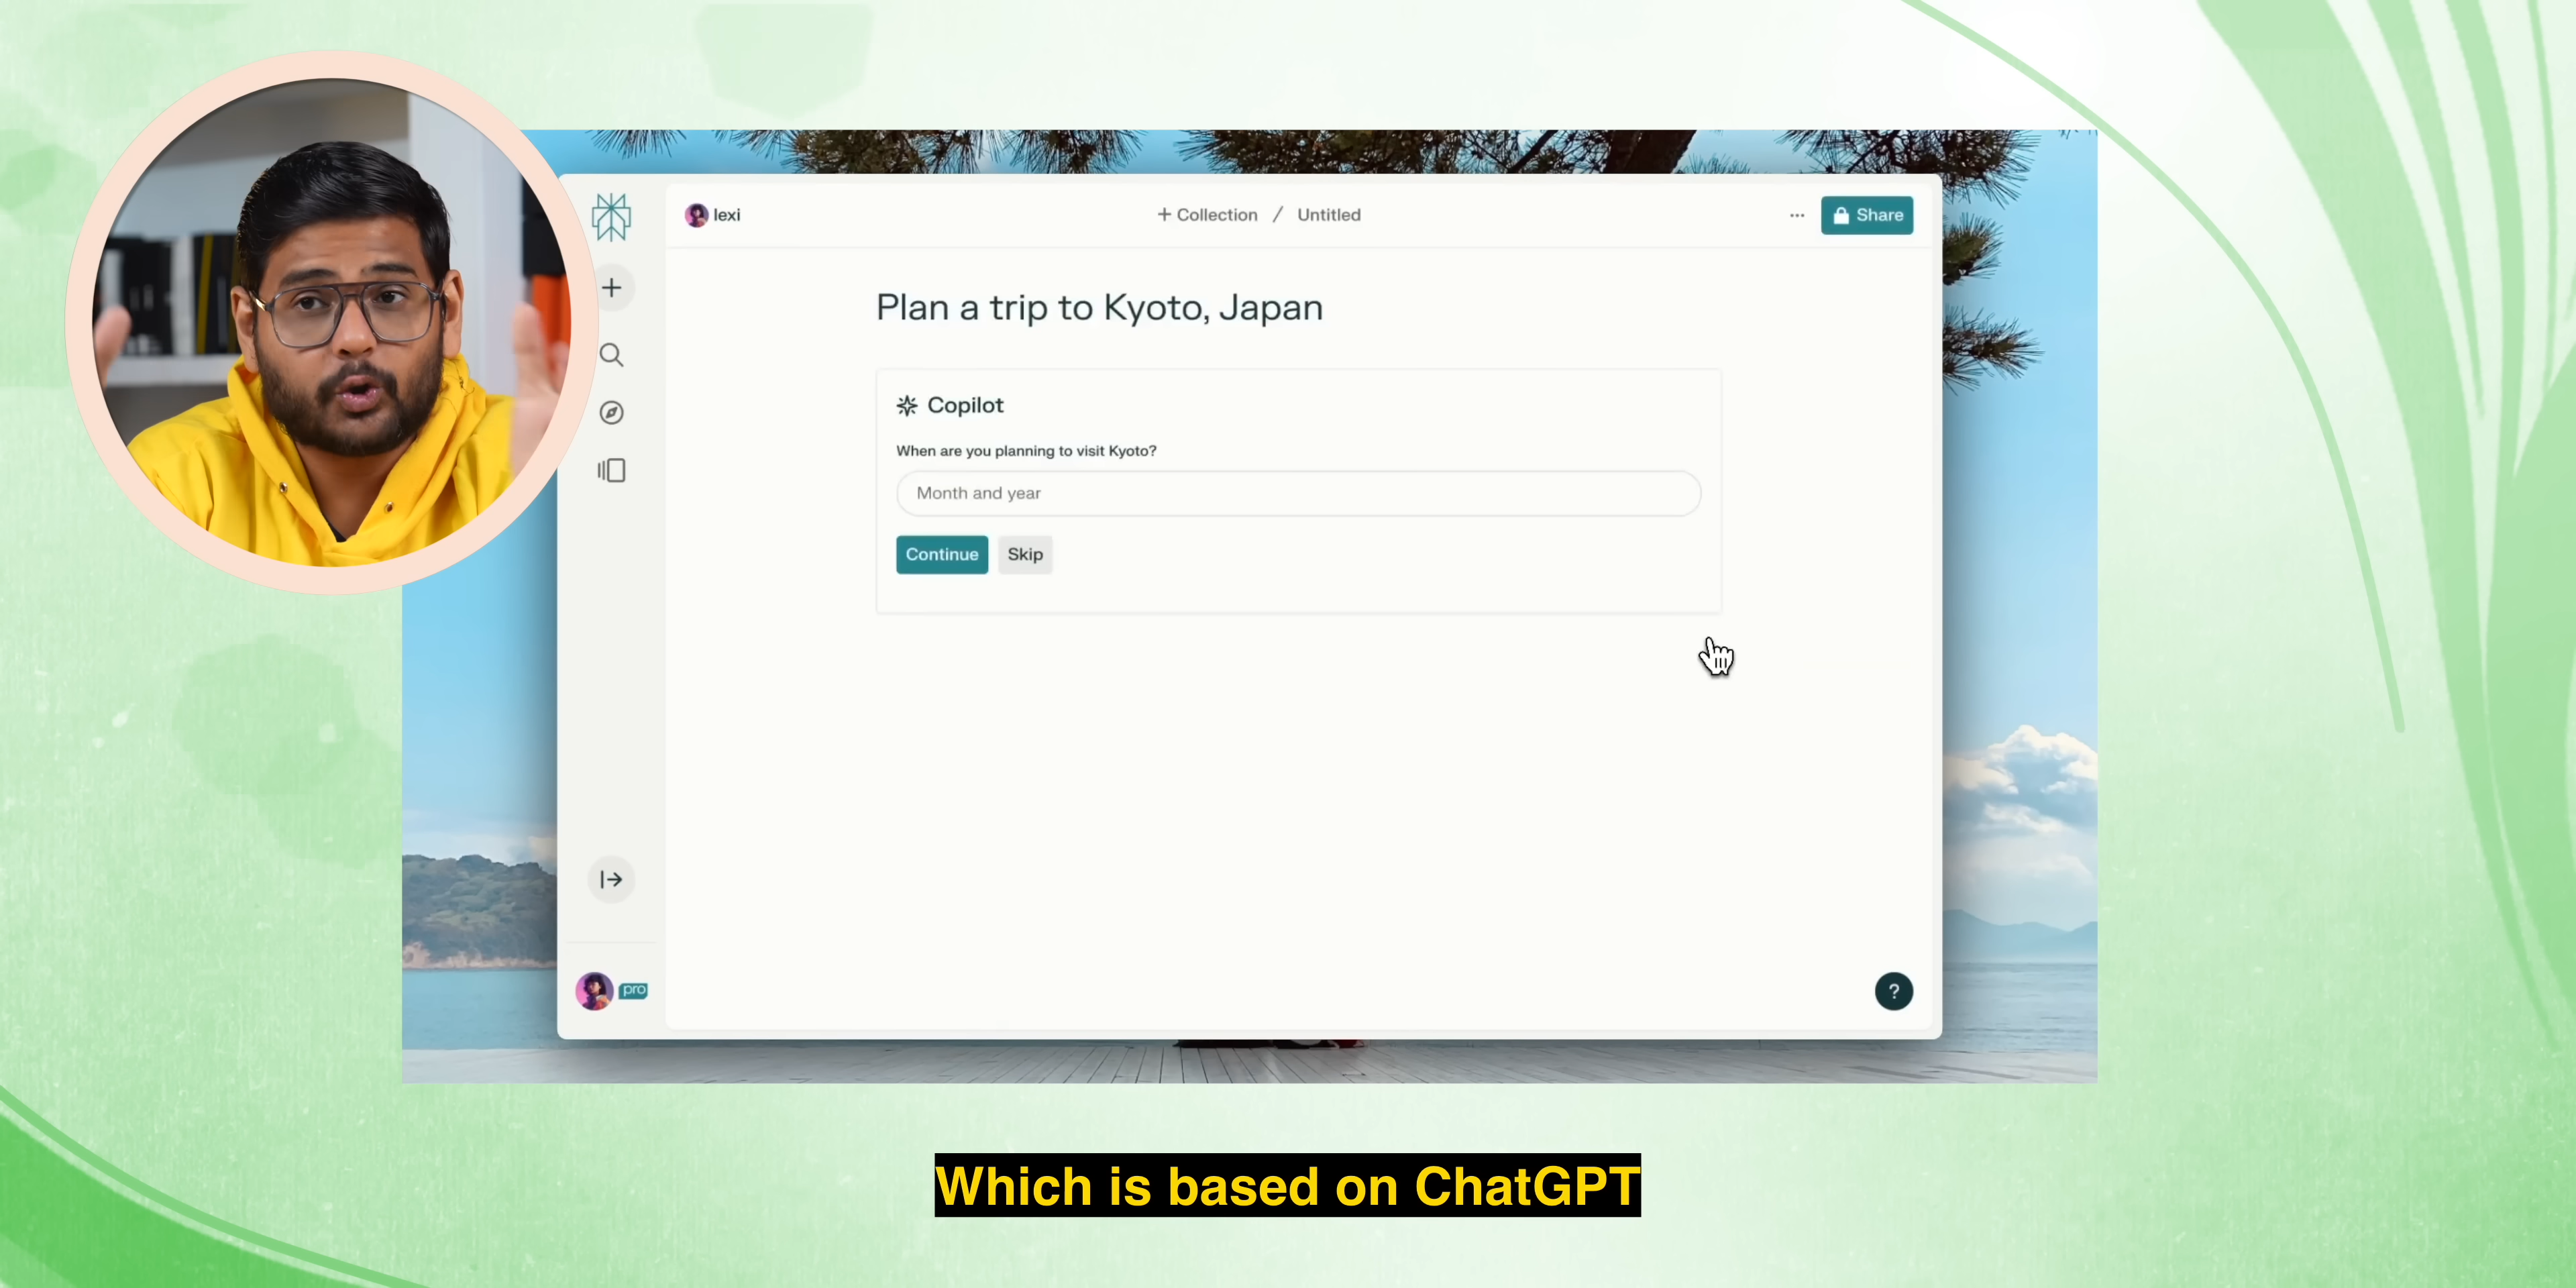 lexi
+ Collection / Untitled
Share
Plan a trip to Kyoto, Japan
Copilot
When are you planning to visit Kyoto?
Month and year
Continue Skip
pro
?
Which is based on ChatGPT